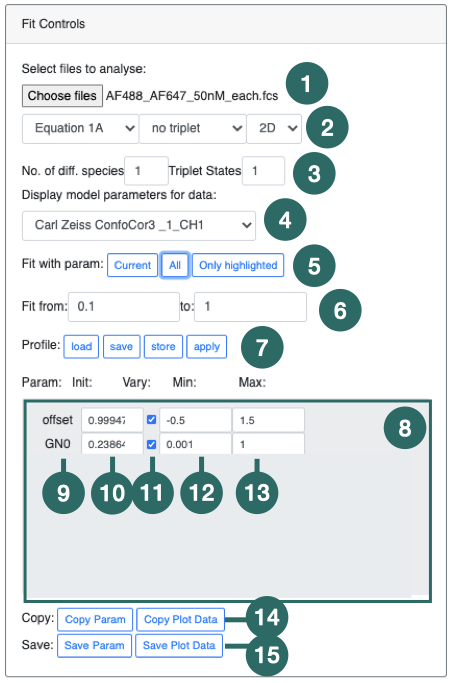 Fit Controls
Select files to analyse:
Choose files AF488_AF647_50nM_each.fcs 1
Equation 1A no triplet 2D 2
No. of diff. species 1 Triplet States 1 3
Display model parameters for data:
Carl Zeiss ConfoCor3 _1_CH1 4
Fit with param: Current All Only highlighted 5
Fit from: 0.1 to: 1 6
Profile: load save store apply 7
Param: Init: Vary: Min: Max:
offset 0.99947 -0.5 1.5 8
GN0 0.23864 0.001 1
9 10 11 12 13
Copy: Copy Param Copy Plot Data 14
Save: Save Param Save Plot Data 15